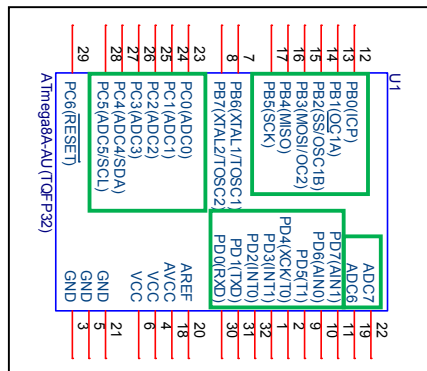 U1
12 PB0(ICP)
13 PB1(OC1A)
14 PB2(SS/OSC1B)
15 PB3(MOSI/OC2)
16 PB4(MISO)
17 PB5(SCK)
7 PB6(XTAL1/TOSC1)
8 PB7(XTAL2/TOSC2)
23 PC0(ADC0)
24 PC1(ADC1)
25 PC2(ADC2)
26 PC3(ADC3)
27 PC4(ADC4/SDA)
28 PC5(ADC5/SCL)
29 PC6(RESET)
ADC7 22
ADC6 19
PD7(AIN1) 11
PD6(AIN0) 10
PD5(T1) 9
PD4(XCK/T0) 2
PD3(INT1) 1
PD2(INT0) 32
PD1(TXD) 31
PD0(RXD) 30
AREF 20
AVCC 18
VCC 4
VCC 6
GND 21
GND 5
GND 3
ATmega8A-AU(TQFP32)